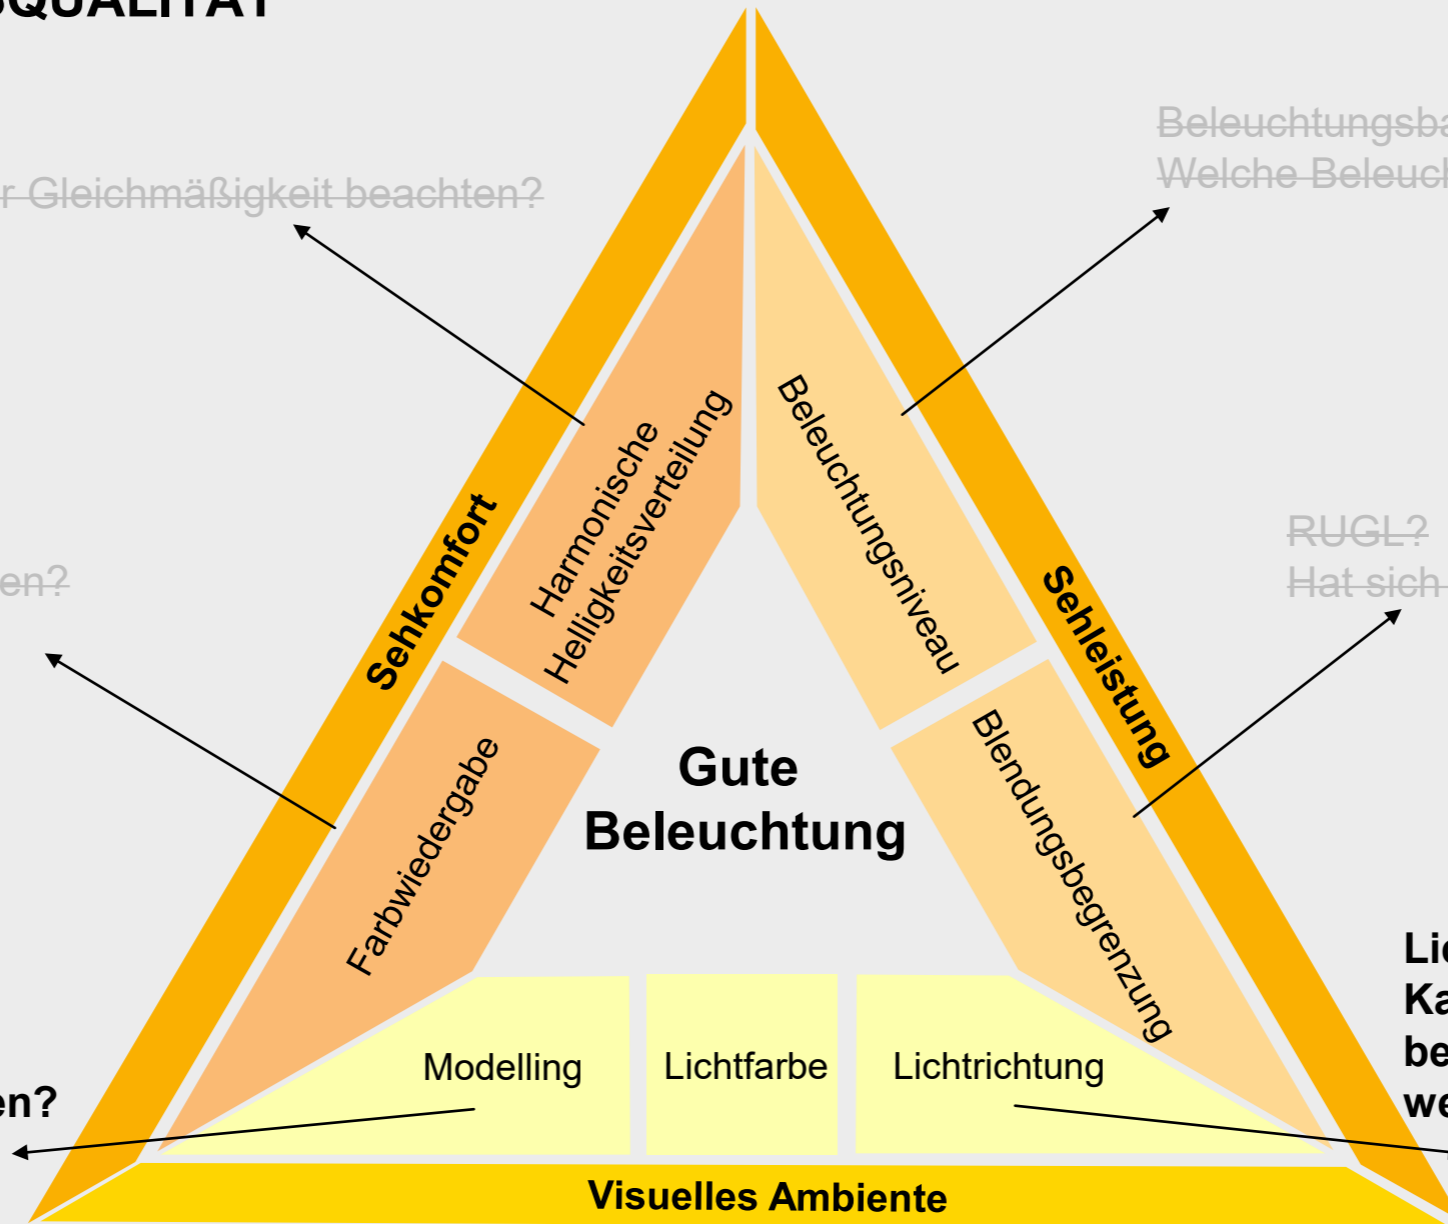 QUALITÄT
Beleuchtungsba
r Gleichmäßigkeit beachten?
Welche Beleuch
Harmonische
Helligkeitsverteilung
Beleuchtungsniveau
Sehkomfort
Sehleistung
en?
RUGL?
Hat sich
Farbwiedergabe
Blendungsbegrenzung
Gute
Beleuchtung
Modelling
Lichtfarbe
Lichtrichtung
en?
Lic
Ka
be
we
Visuelles Ambiente